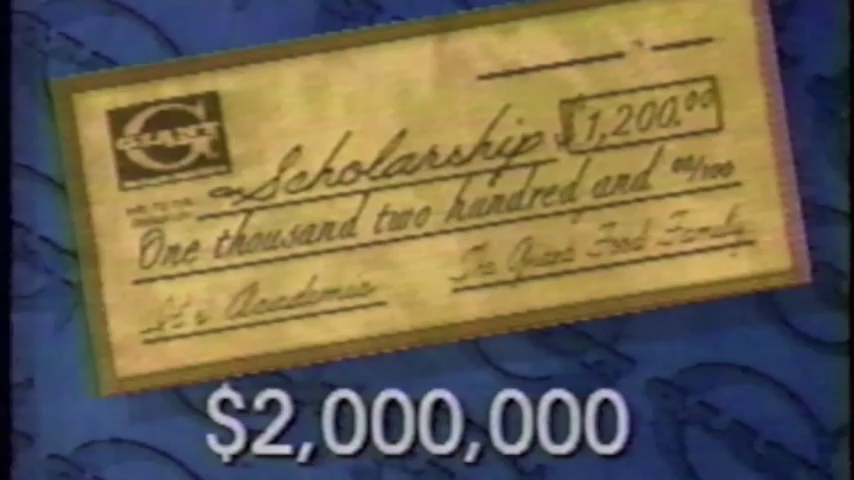 GIANT
Scholarship $1,200.00
One thousand two hundred and 00/100
It's Academic
The Giant Food Family
$2,000,000